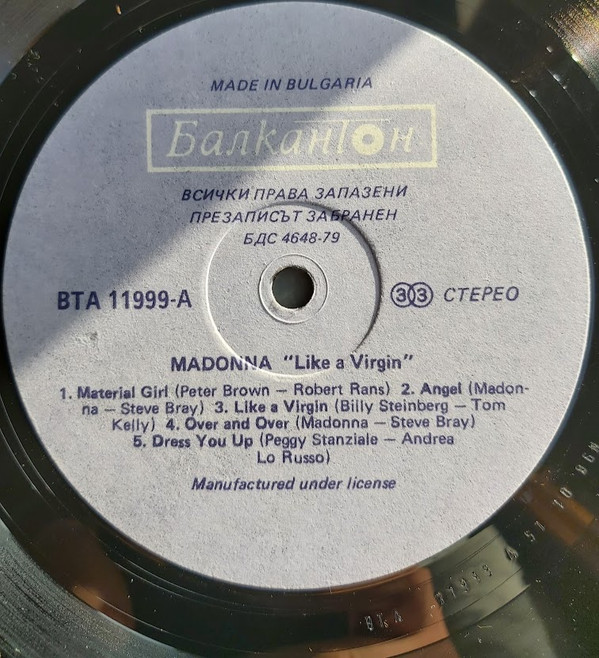 MADE IN BULGARIA
Балкантон
ВСИЧКИ ПРАВА ЗАПАЗЕНИ
ПРЕЗАПИСЪТ ЗАБРАНЕН
БДС 4648-79
ВТА 11999-А
33 СТЕРЕО
MADONNA "Like a Virgin"
1. Material Girl (Peter Brown – Robert Rans) 2. Angel (Madon-
na – Steve Bray) 3. Like a Virgin (Billy Steinberg – Tom
Kelly) 4. Over and Over (Madonna – Steve Bray)
5. Dress You Up (Peggy Stanziale – Andrea
Lo Russo)
Manufactured under license
ВТА 11999